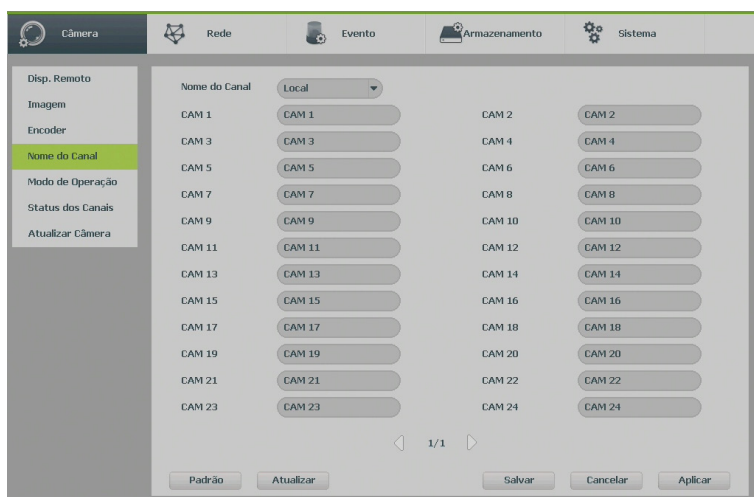 Câmera Rede Evento Armazenamento Sistema
Disp. Remoto
Imagem
Encoder
Nome do Canal
Modo de Operação
Status dos Canais
Atualizar Câmera
Nome do Canal Local
CAM 1 CAM 1 CAM 2 CAM 2
CAM 3 CAM 3 CAM 4 CAM 4
CAM 5 CAM 5 CAM 6 CAM 6
CAM 7 CAM 7 CAM 8 CAM 8
CAM 9 CAM 9 CAM 10 CAM 10
CAM 11 CAM 11 CAM 12 CAM 12
CAM 13 CAM 13 CAM 14 CAM 14
CAM 15 CAM 15 CAM 16 CAM 16
CAM 17 CAM 17 CAM 18 CAM 18
CAM 19 CAM 19 CAM 20 CAM 20
CAM 21 CAM 21 CAM 22 CAM 22
CAM 23 CAM 23 CAM 24 CAM 24
1/1
Padrão Atualizar Salvar Cancelar Aplicar